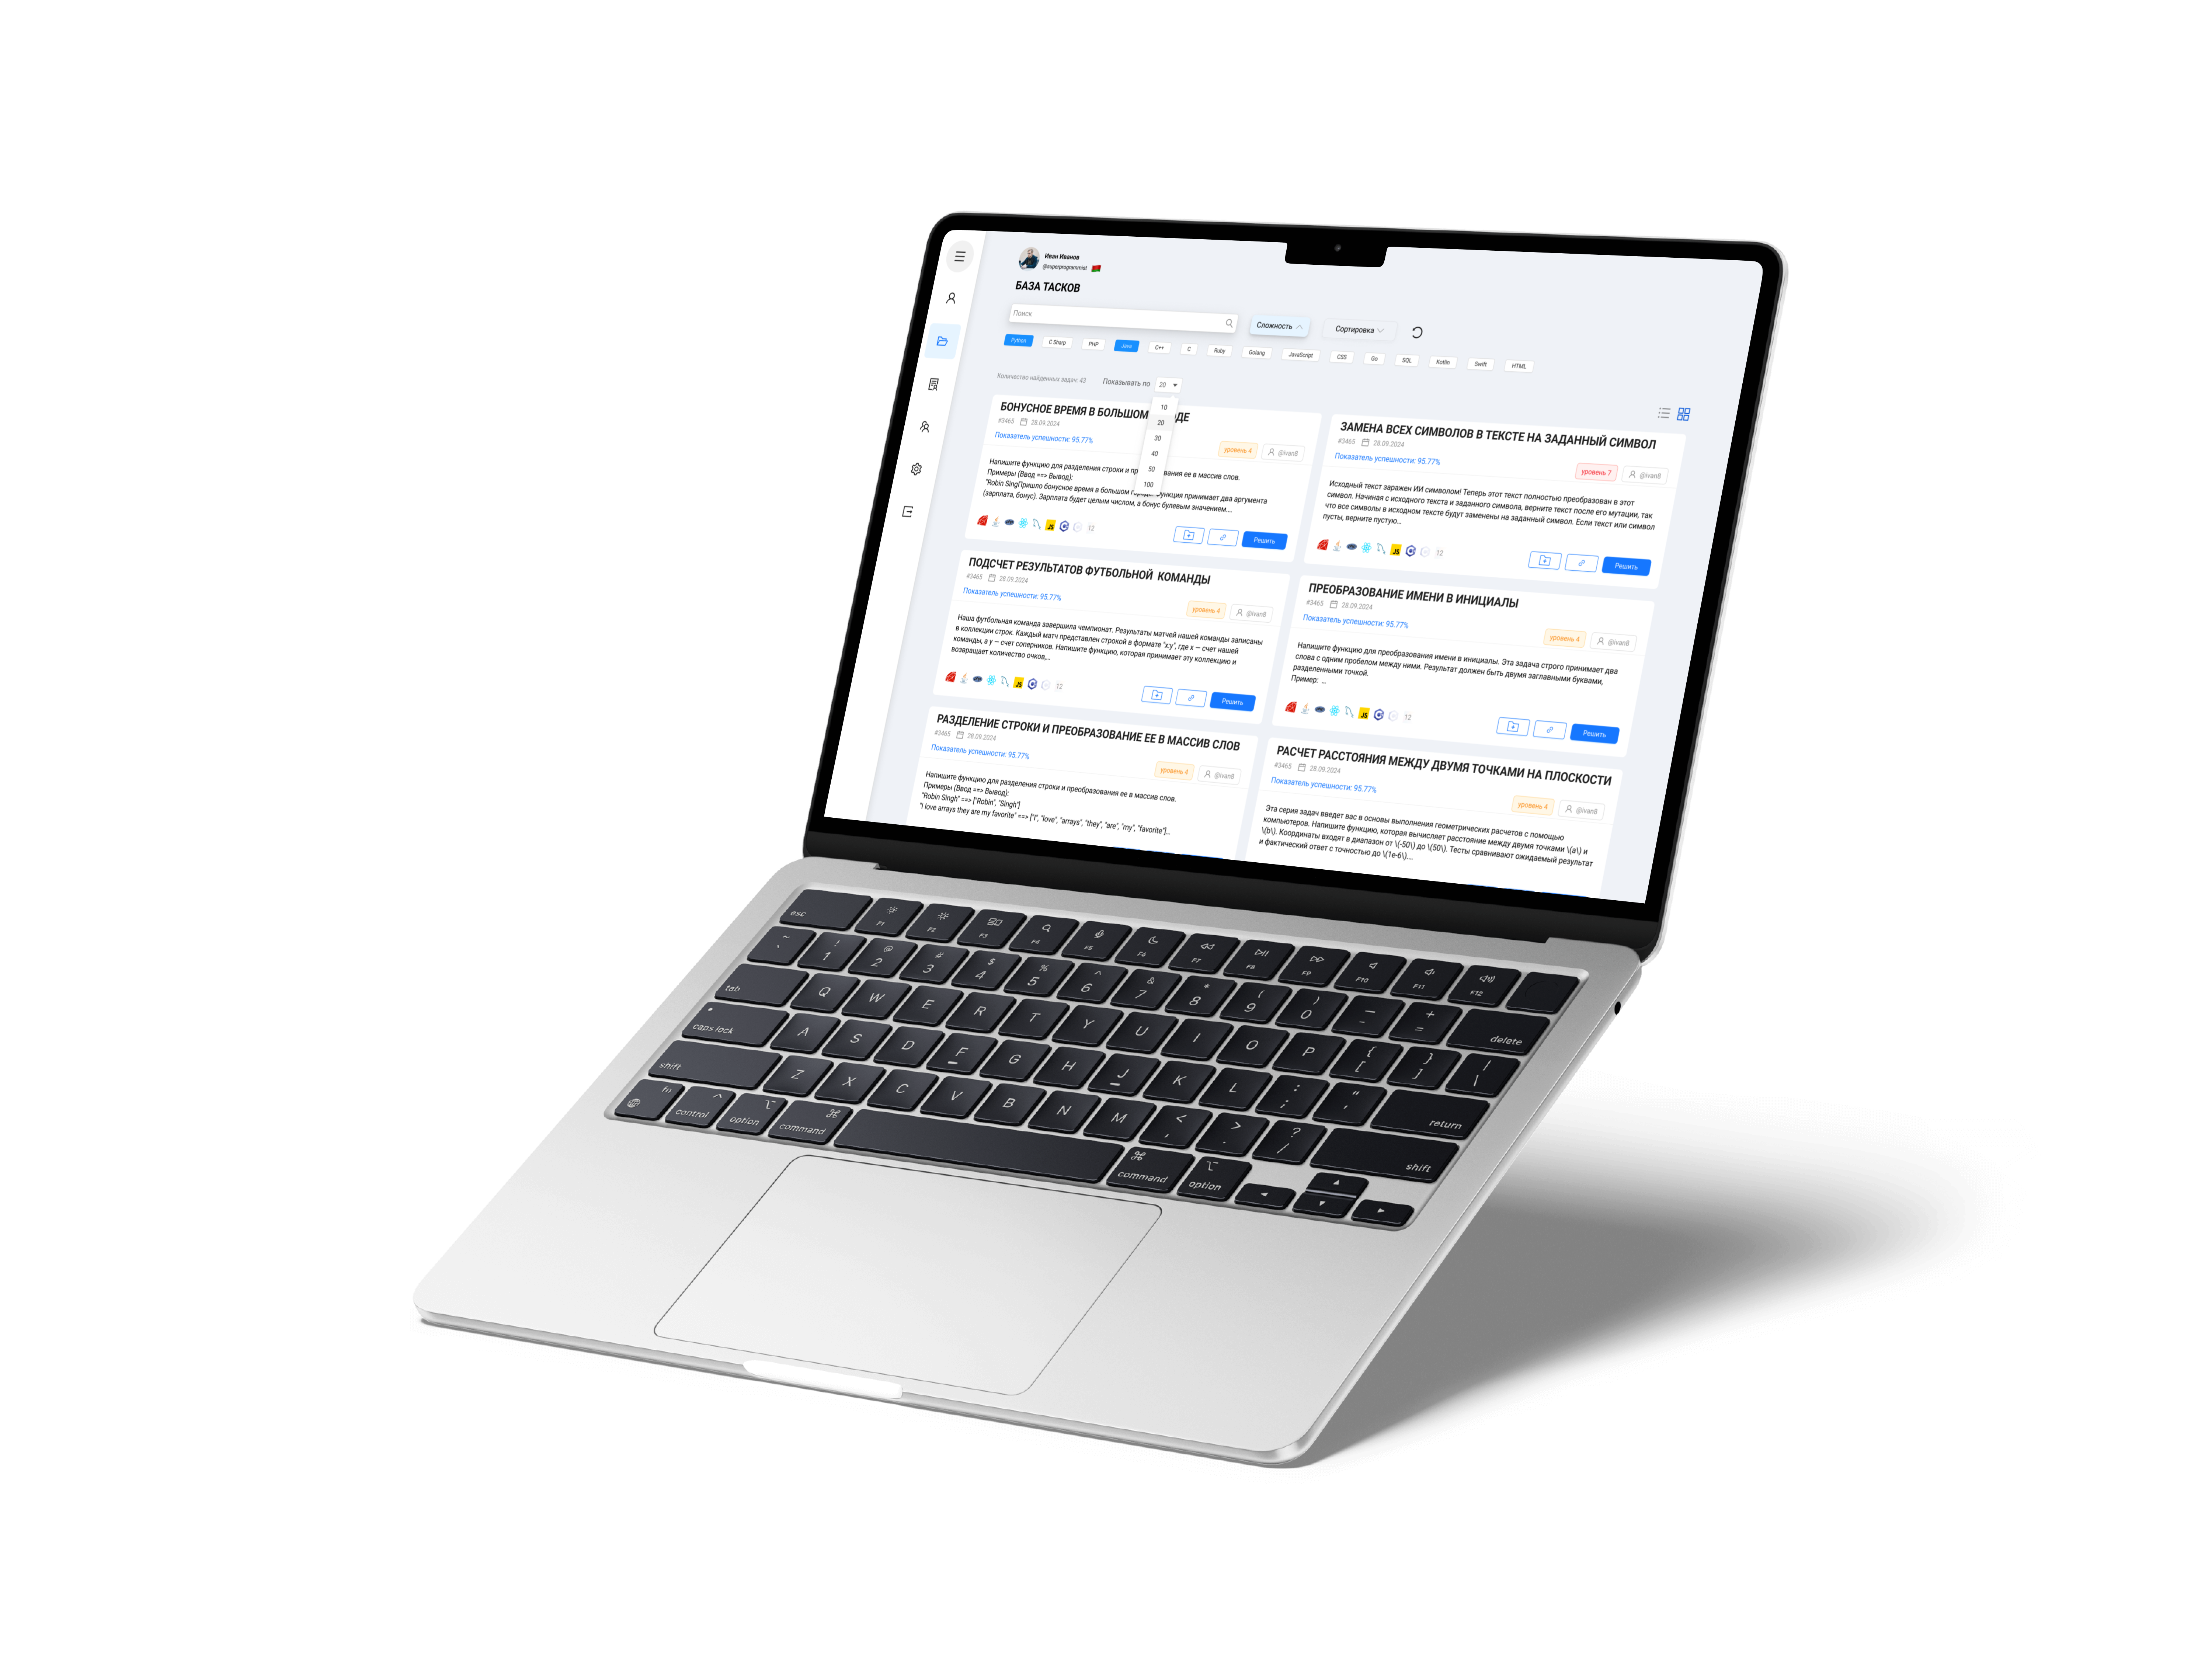 Иван Иванов
@superprogrammst
БАЗА ТАСКОВ
Поиск
Сложность
Сортировка
Python C Sharp PHP Java C++ C Ruby Golang JavaScript CSS Go SQL Kotlin Swift HTML
Количество найденных задач: 43 Показывать по 20
10
20
30
40
50
100
БОНУСНОЕ ВРЕМЯ В БОЛЬШОМ
#3465 28.09.2024
Показатель успешности: 95.77%
уровень 4 @ivan8
Напишите функцию для разделения строки и ее в массив слов.
Примеры (Ввод ==> Вывод):
"Robin SingПришло бонусное время в большом принимает два аргумента
(зарплата, бонус). Зарплата будет целым числом, а бонус булевым значением...
JS 12
Решить
ЗАМЕНА ВСЕХ СИМВОЛОВ В ТЕКСТЕ НА ЗАДАННЫЙ СИМВОЛ
#3465 28.09.2024
Показатель успешности: 95.77%
уровень 7 @ivan8
Исходный текст заражен ИИ символом! Теперь этот текст полностью преобразован в этот
символ. Начиная с исходного текста и заданного символа, верните текст после его мутации, так
что все символы в исходном тексте будут заменены на заданный символ. Если текст или символ
пусты, верните пустую...
JS 12
Решить
ПОДСЧЕТ РЕЗУЛЬТАТОВ ФУТБОЛЬНОЙ КОМАНДЫ
#3465 28.09.2024
Показатель успешности: 95.77%
уровень 4 @ivan8
Наша футбольная команда завершила чемпионат. Результаты матчей нашей команды записаны
в коллекции строк. Каждый матч представлен строкой в формате "x:y", где x — счет нашей
команды, а y — счет соперников. Напишите функцию, которая принимает эту коллекцию и
возвращает количество очков,...
JS 12
Решить
ПРЕОБРАЗОВАНИЕ ИМЕНИ В ИНИЦИАЛЫ
#3465 28.09.2024
Показатель успешности: 95.77%
уровень 4 @ivan8
Напишите функцию для преобразования имени в инициалы. Эта задача строго принимает два
слова с одним пробелом между ними. Результат должен быть двумя заглавными буквами,
разделенными точкой.
Пример: ...
JS 12
Решить
РАЗДЕЛЕНИЕ СТРОКИ И ПРЕОБРАЗОВАНИЕ ЕЕ В МАССИВ СЛОВ
#3465 28.09.2024
Показатель успешности: 95.77%
уровень 4 @ivan8
Напишите функцию для разделения строки и преобразования ее в массив слов.
Примеры (Ввод ==> Вывод):
"Robin Singh" ==> ["Robin", "Singh"]
"I love arrays they are my favorite" ==> ["I", "love", "arrays", "they", "are", "my", "favorite"]...
РАСЧЕТ РАССТОЯНИЯ МЕЖДУ ДВУМЯ ТОЧКАМИ НА ПЛОСКОСТИ
#3465 28.09.2024
Показатель успешности: 95.77%
уровень 4 @ivan8
Эта серия задач введет вас в основы выполнения геометрических расчетов с помощью
компьютеров. Напишите функцию, которая вычисляет расстояние между двумя точками \(a\) и
\(b\). Координаты входят в диапазон от \(-50\) до \(50\). Тесты сравнивают ожидаемый результат
и фактический ответ с точностью до \(1e-6\)....
esc F1 F2 F3 F4 F5 F6 F7 F8 F9 F10 F11 F12
~ ! @ # $ % ^ & * ( ) — +
` 1 2 3 4 5 6 7 8 9 0 - = delete
tab Q W E R T Y U I O P { [ } ] | \
caps lock A S D F G H J K L : ; " ' return
shift Z X C V B N M < , > . ? / shift
fn control option command command option